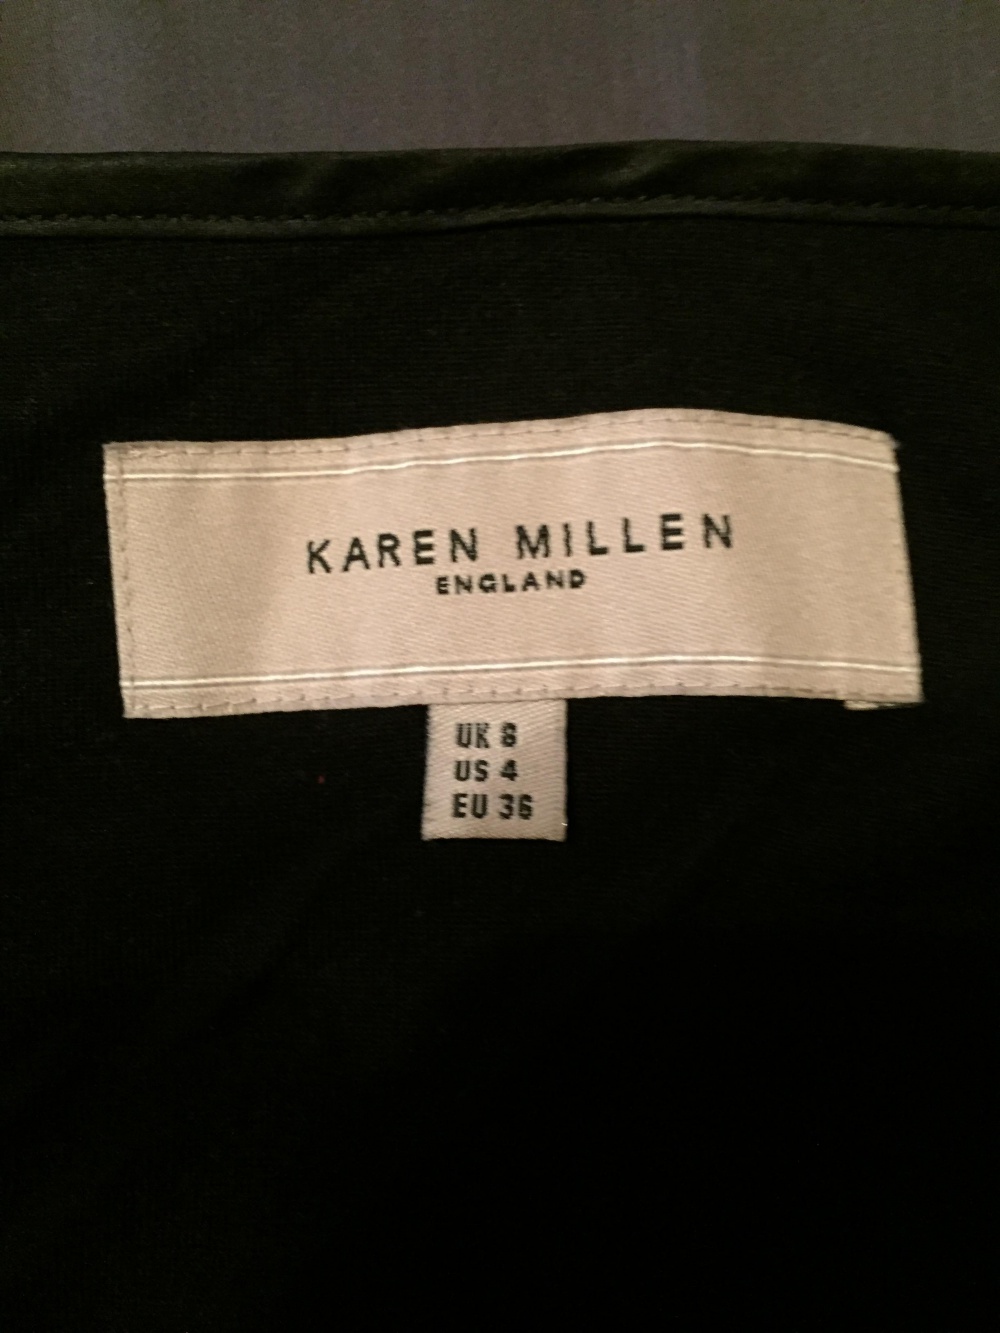 KAREN MILLEN
ENGLAND
UK 8
US 4
EU 36